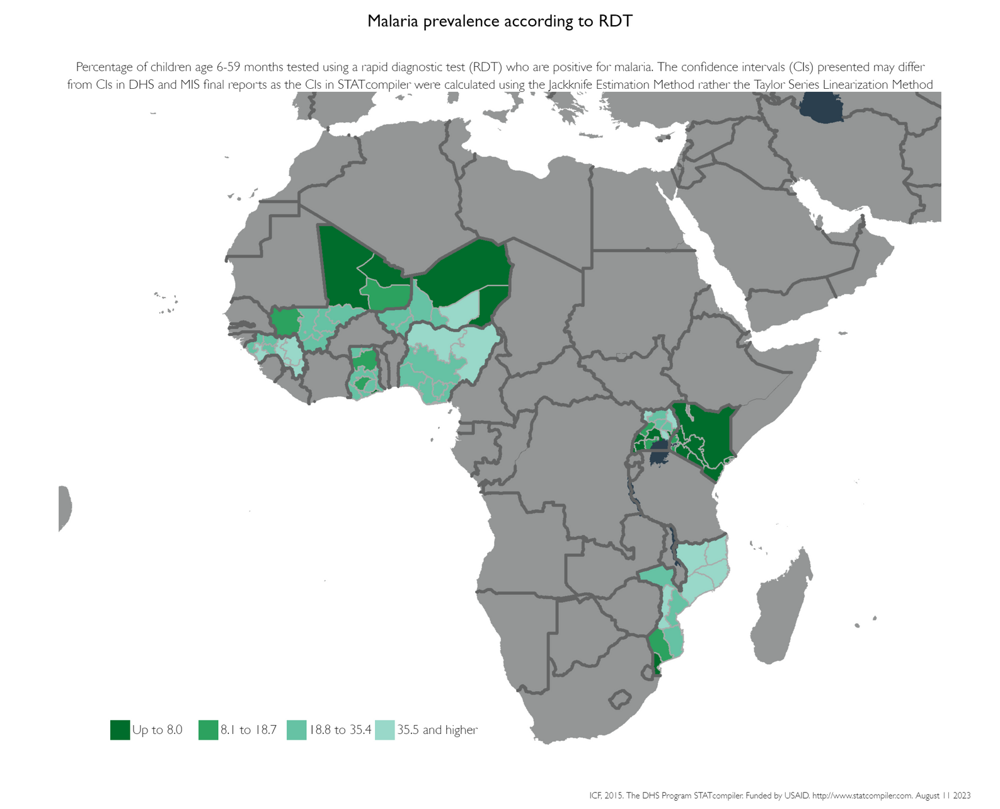 Malaria prevalence according to RDT
Percentage of children age 6-59 months tested using a rapid diagnostic test (RDT) who are positive for malaria. The confidence intervals (CIs) presented may differ
from CIs in DHS and MIS final reports as the CIs in STATcompiler were calculated using the Jackknife Estimation Method rather the Taylor Series Linearization Method
Up to 8.0 8.1 to 18.7 18.8 to 35.4 35.5 and higher
ICF, 2015. The DHS Program STATcompiler. Funded by USAID. http://www.statcompiler.com. August 11 2023